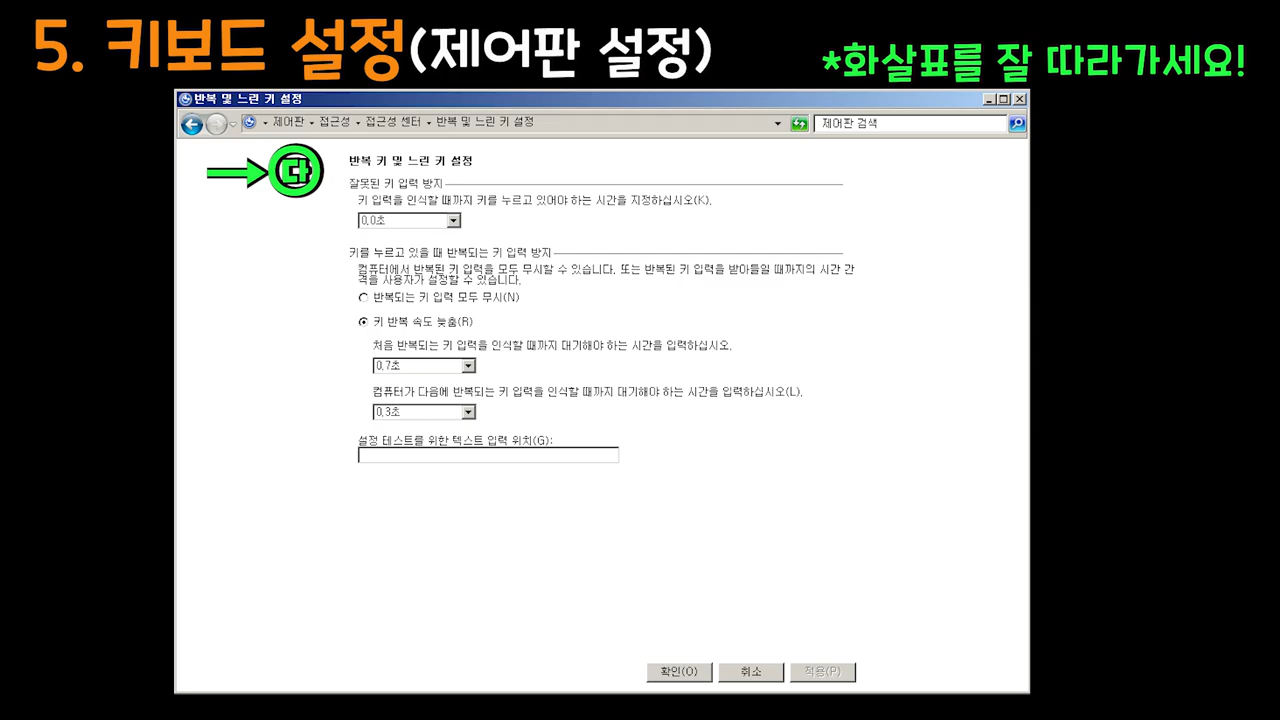 5. 키보드 설정(제어판 설정)
*화살표를 잘 따라가세요!
반복 및 느린 키 설정
제어판 접근성 접근성 센터 반복 및 느린 키 설정
제어판 검색
다
반복 키 및 느린 키 설정
잘못된 키 입력 방지
키 입력을 인식할 때까지 키를 누르고 있어야 하는 시간을 지정하십시오(K).
0.0초
키를 누르고 있을 때 반복되는 키 입력 방지
컴퓨터에서 반복된 키 입력을 모두 무시할 수 있습니다. 또는 반복된 키 입력을 받아들일 때까지의 시간 간
격을 사용자가 설정할 수 있습니다.
반복되는 키 입력 모두 무시(N)
키 반복 속도 늦춤(R)
처음 반복되는 키 입력을 인식할 때까지 대기해야 하는 시간을 입력하십시오.
0.7초
컴퓨터가 다음에 반복되는 키 입력을 인식할 때까지 대기해야 하는 시간을 입력하십시오(L).
0.3초
설정 테스트를 위한 텍스트 입력 위치(G):
확인(O)
취소
적용(P)